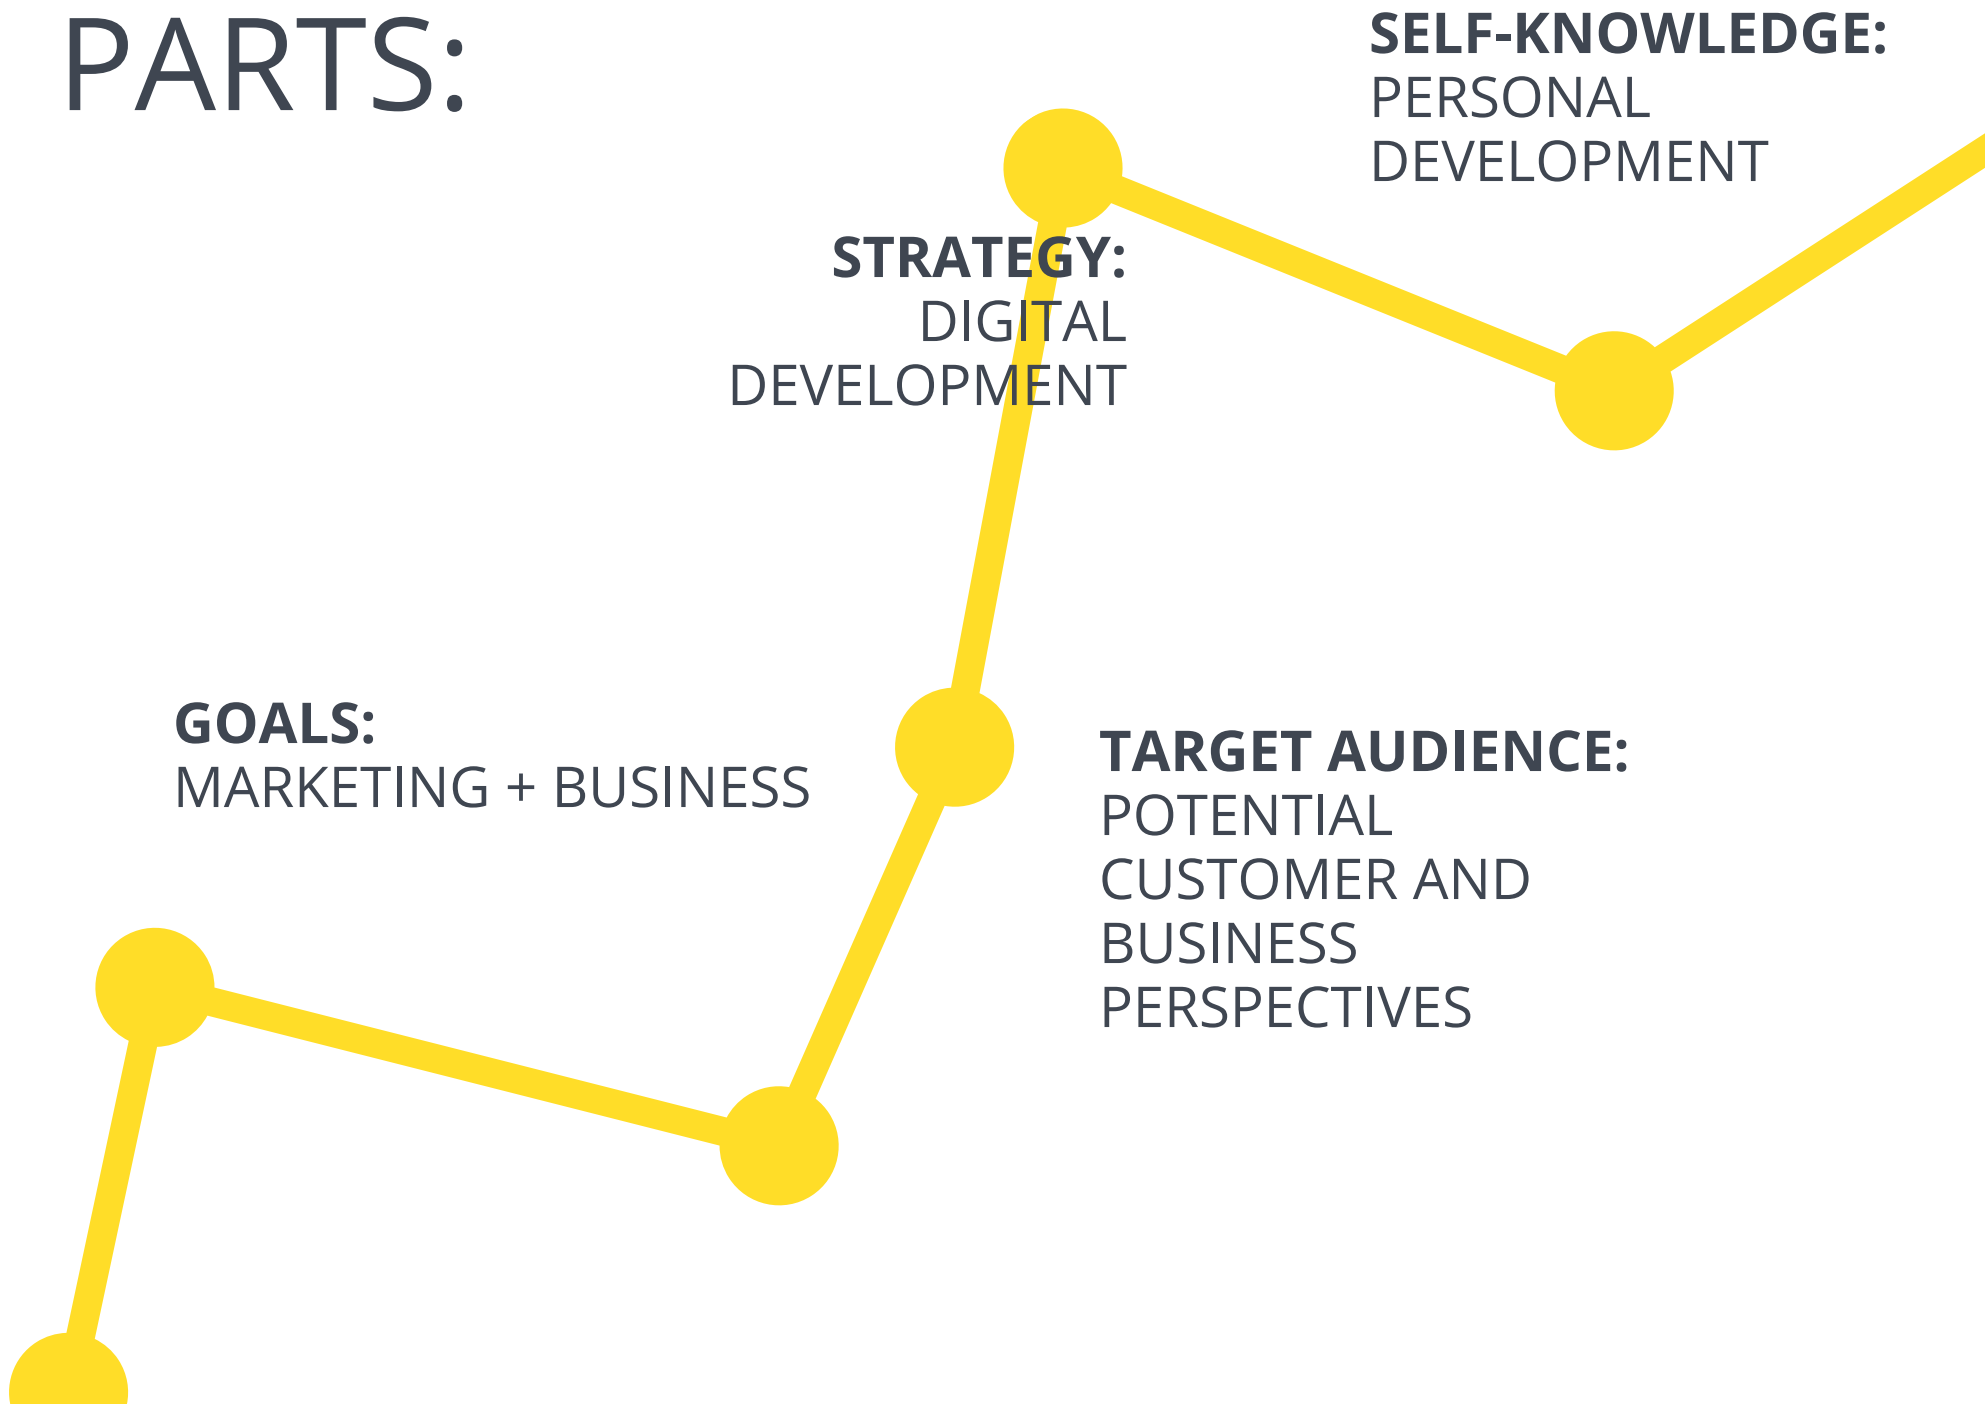 PARTS:
SELF-KNOWLEDGE:
PERSONAL
DEVELOPMENT
STRATEGY:
DIGITAL
DEVELOPMENT
GOALS:
MARKETING + BUSINESS
TARGET AUDIENCE:
POTENTIAL
CUSTOMER AND
BUSINESS
PERSPECTIVES